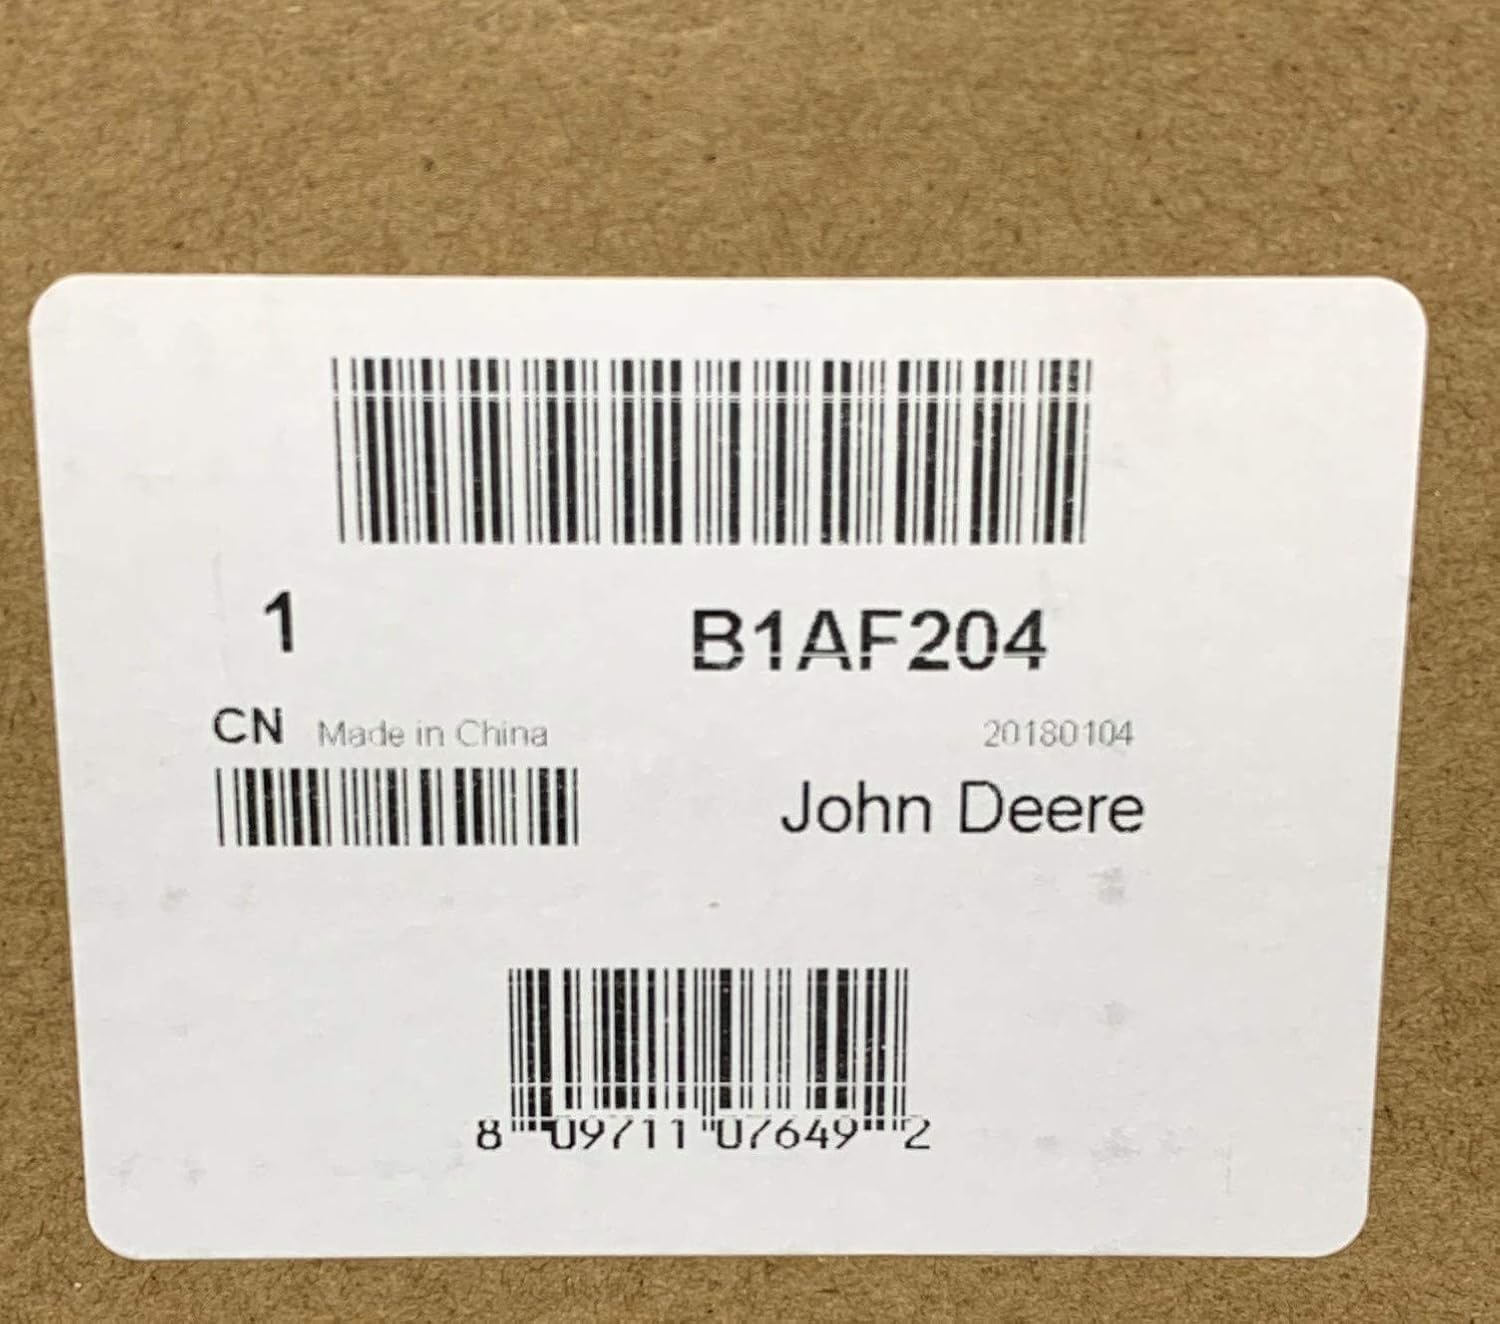 1 B1AF204
CN Made in China 20180104
John Deere
8 09711 07649 2